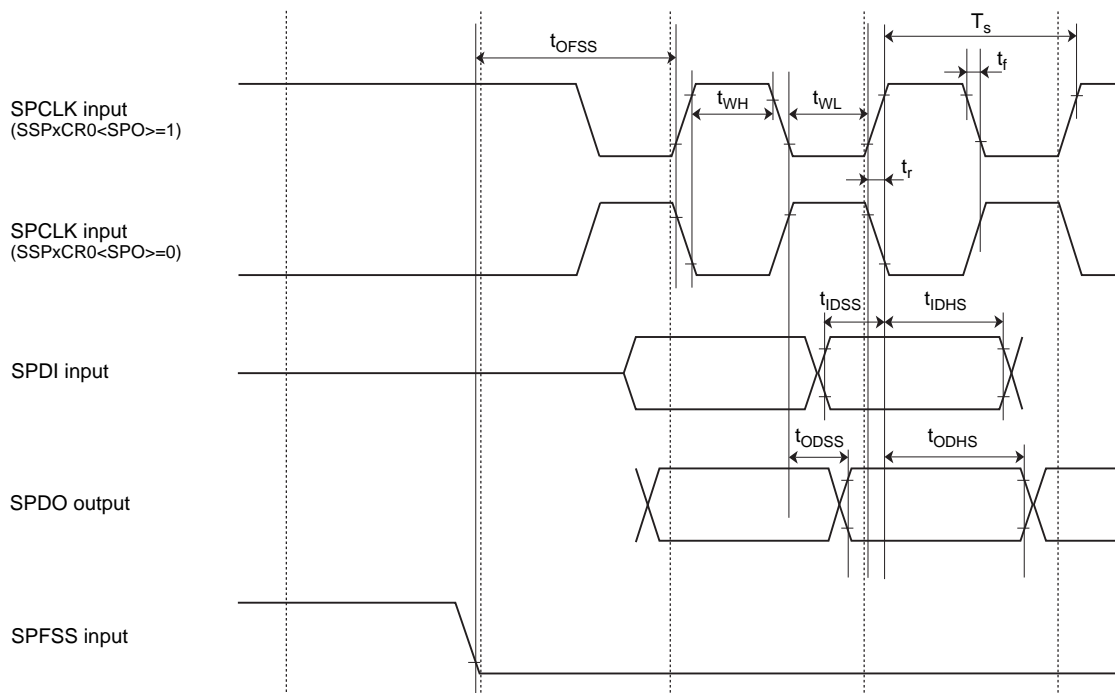 T_s
t_OFSS
t_f
SPCLK input
t_WH
t_WL
(SSPxCR0<SPO>=1)
t_r
SPCLK input
(SSPxCR0<SPO>=0)
t_IDSS
t_IDHS
SPDI input
t_ODSS
t_ODHS
SPDO output
SPFSS input